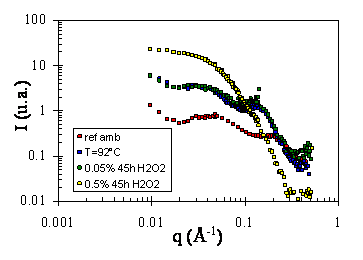 I (u.a.)
100
10
1
0.1
0.01
ref amb
T=92°C
0.05% 45h H2O2
0.5% 45h H2O2
0.001
0.01
0.1
1
q (Å⁻¹)